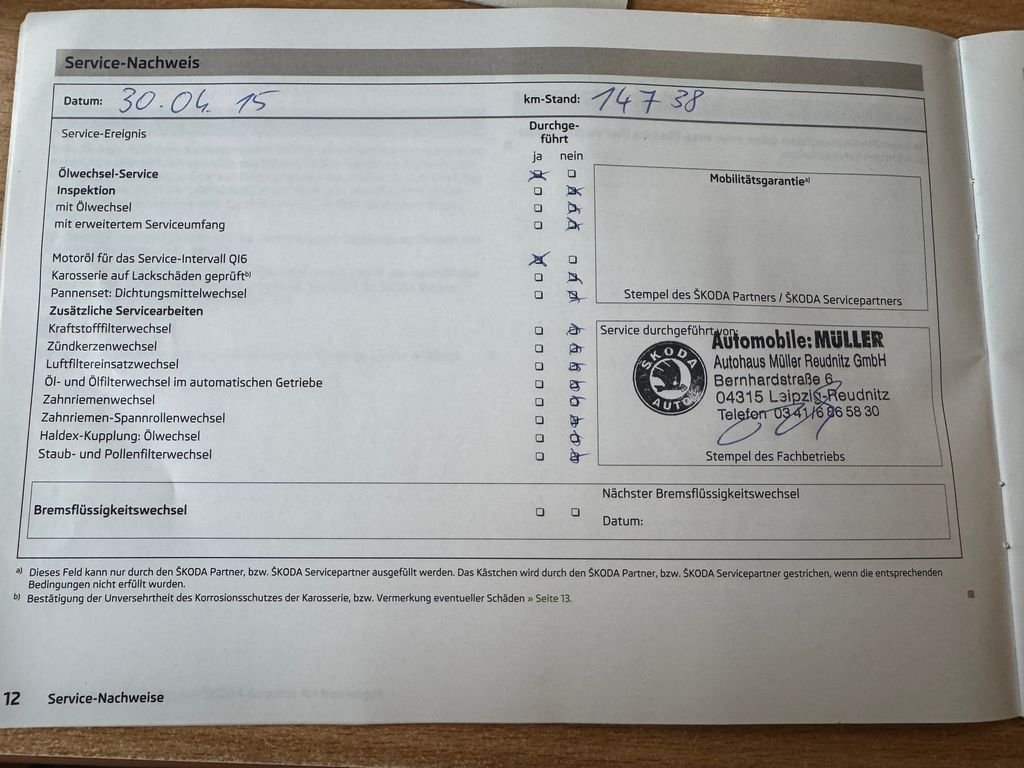 Service-Nachweis
Datum: 30.04.15 km-Stand: 14738
Service-Ereignis Durchge-
führt
ja nein
Ölwechsel-Service
Inspektion
mit Ölwechsel
mit erweitertem Serviceumfang
Motoröl für das Service-Intervall QI6
Karosserie auf Lackschäden geprüft b)
Pannenset: Dichtungsmittelwechsel
Zusätzliche Servicearbeiten
Kraftstofffilterwechsel
Zündkerzenwechsel
Luftfiltereinsatzwechsel
Öl- und Ölfilterwechsel im automatischen Getriebe
Zahnriemenwechsel
Zahnriemen-Spannrollenwechsel
Haldex-Kupplung: Ölwechsel
Staub- und Pollenfilterwechsel
Mobilitätsgarantie a)
Stempel des ŠKODA Partners / ŠKODA Servicepartners
Service durchgeführt von:
ŠKODA
AUTO
Automobile: MÜLLER
Autohaus Müller Reudnitz GmbH
Bernhardstraße 6
04315 Leipzig-Reudnitz
Telefon 0341/6 86 58 30
Stempel des Fachbetriebs
Bremsflüssigkeitswechsel
Nächster Bremsflüssigkeitswechsel
Datum:
a) Dieses Feld kann nur durch den ŠKODA Partner, bzw. ŠKODA Servicepartner ausgefüllt werden. Das Kästchen wird durch den ŠKODA Partner, bzw. ŠKODA Servicepartner gestrichen, wenn die entsprechenden
Bedingungen nicht erfüllt wurden.
b) Bestätigung der Unversehrtheit des Korrosionsschutzes der Karosserie, bzw. Vermerkung eventueller Schäden » Seite 13.
12 Service-Nachweise